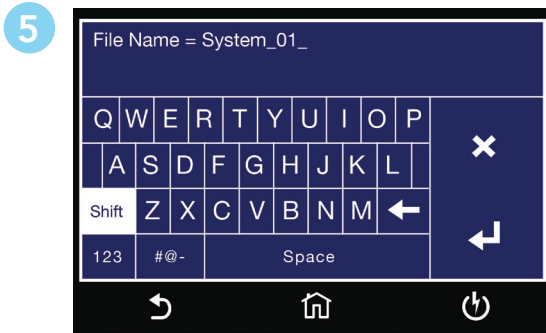 5
File Name = System_01_
Q W E R T Y U I O P
A S D F G H J K L
Shift Z X C V B N M
123 #@- Space